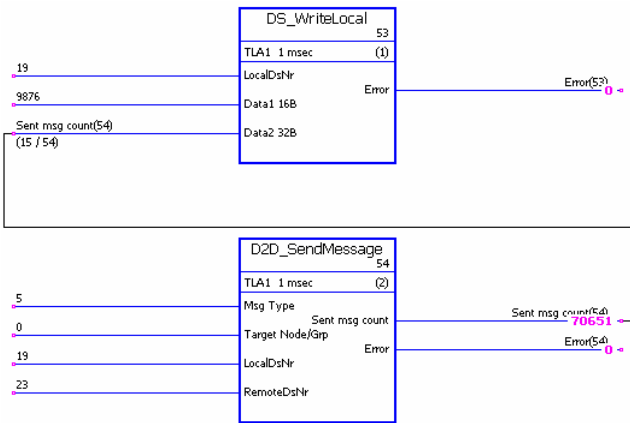 DS_WriteLocal
53
TLA1 1 msec (1)
19
LocalDsNr
Error
Error(53)
0
9876
Data1 16B
Sent msg count(54)
Data2 32B
(15 / 54)
D2D_SendMessage
54
TLA1 1 msec (2)
5
Msg Type
Sent msg count
Sent msg count(54)
70651
0
Target Node/Grp
Error
Error(54)
0
19
LocalDsNr
23
RemoteDsNr